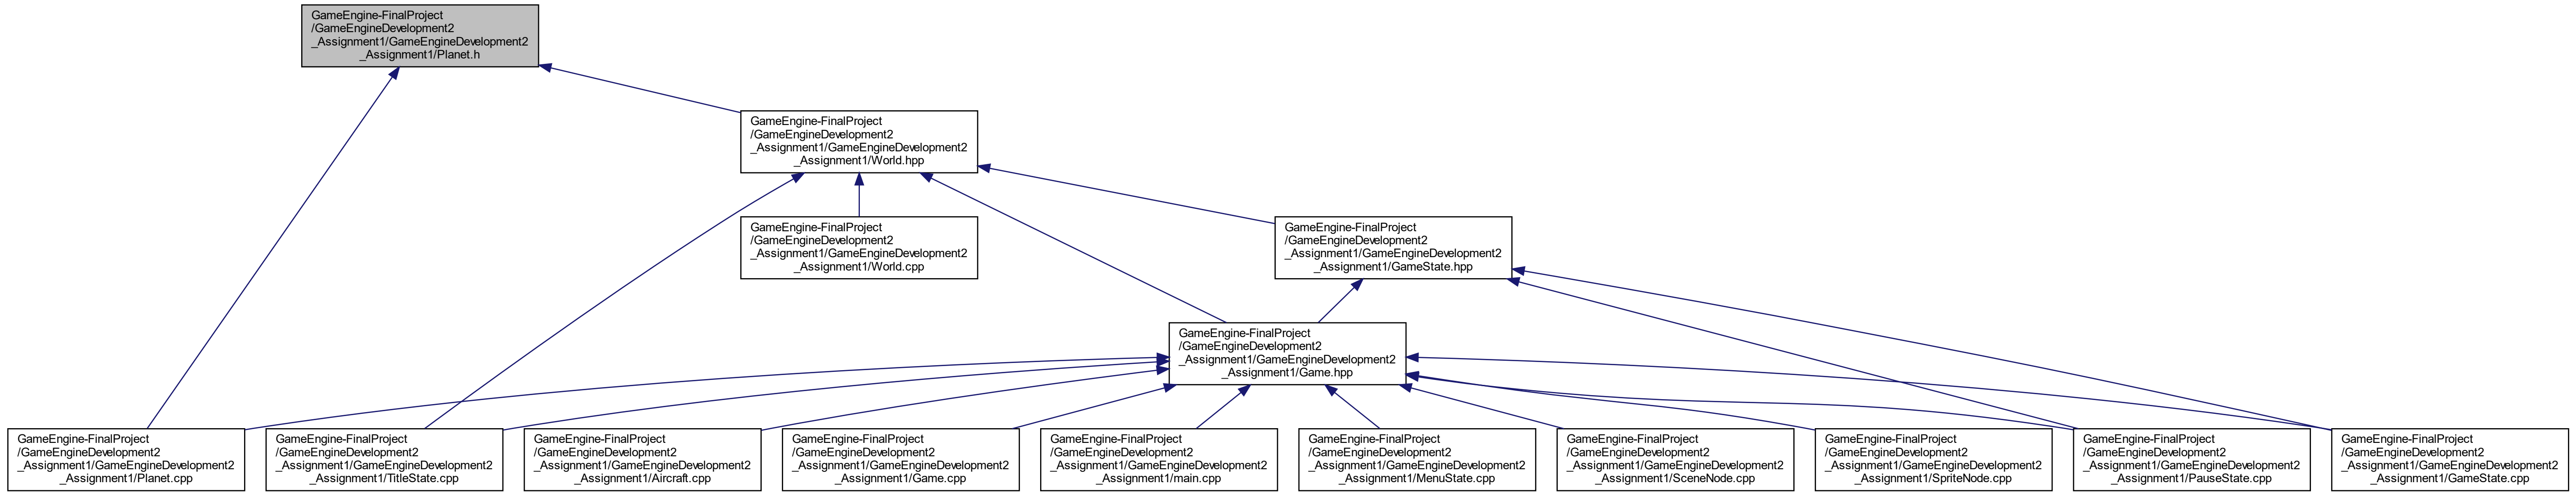 GameEngine-FinalProject
/GameEngineDevelopment2
_Assignment1/GameEngineDevelopment2
_Assignment1/Planet.h
GameEngine-FinalProject
/GameEngineDevelopment2
_Assignment1/GameEngineDevelopment2
_Assignment1/World.hpp
GameEngine-FinalProject
/GameEngineDevelopment2
_Assignment1/GameEngineDevelopment2
_Assignment1/World.cpp
GameEngine-FinalProject
/GameEngineDevelopment2
_Assignment1/GameEngineDevelopment2
_Assignment1/GameState.hpp
GameEngine-FinalProject
/GameEngineDevelopment2
_Assignment1/GameEngineDevelopment2
_Assignment1/Game.hpp
GameEngine-FinalProject
/GameEngineDevelopment2
_Assignment1/GameEngineDevelopment2
_Assignment1/Planet.cpp
GameEngine-FinalProject
/GameEngineDevelopment2
_Assignment1/GameEngineDevelopment2
_Assignment1/TitleState.cpp
GameEngine-FinalProject
/GameEngineDevelopment2
_Assignment1/GameEngineDevelopment2
_Assignment1/Aircraft.cpp
GameEngine-FinalProject
/GameEngineDevelopment2
_Assignment1/GameEngineDevelopment2
_Assignment1/Game.cpp
GameEngine-FinalProject
/GameEngineDevelopment2
_Assignment1/GameEngineDevelopment2
_Assignment1/main.cpp
GameEngine-FinalProject
/GameEngineDevelopment2
_Assignment1/GameEngineDevelopment2
_Assignment1/MenuState.cpp
GameEngine-FinalProject
/GameEngineDevelopment2
_Assignment1/GameEngineDevelopment2
_Assignment1/SceneNode.cpp
GameEngine-FinalProject
/GameEngineDevelopment2
_Assignment1/GameEngineDevelopment2
_Assignment1/SpriteNode.cpp
GameEngine-FinalProject
/GameEngineDevelopment2
_Assignment1/GameEngineDevelopment2
_Assignment1/PauseState.cpp
GameEngine-FinalProject
/GameEngineDevelopment2
_Assignment1/GameEngineDevelopment2
_Assignment1/GameState.cpp